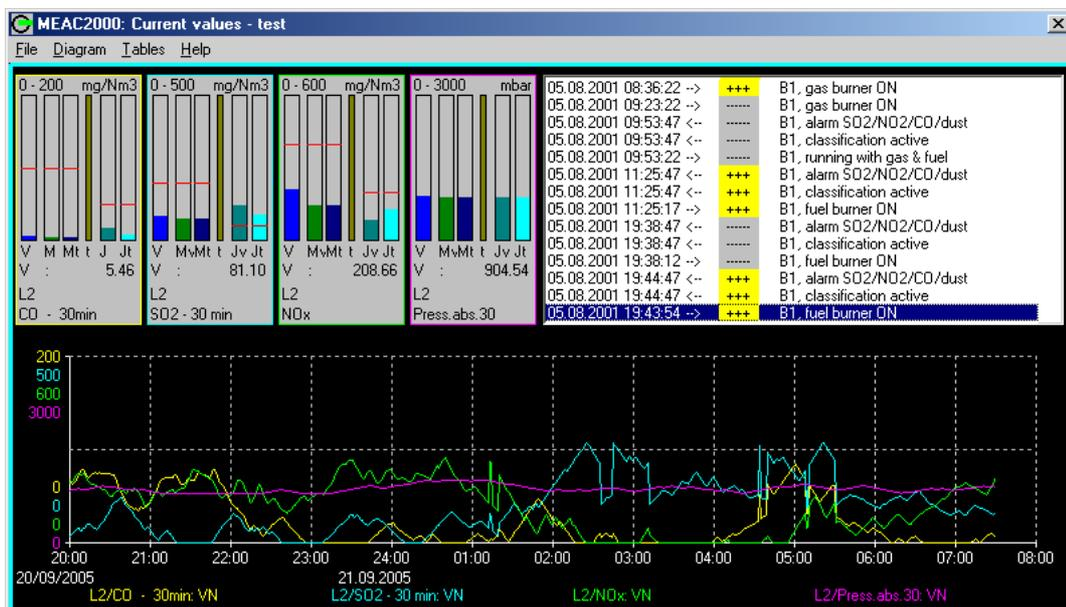 MEAC2000: Current values - test
File Diagram Tables Help
0 - 200 mg/Nm3
V M Mt t J Jt
V : 5.46
L2
CO - 30min
0 - 500 mg/Nm3
V MvMt t Jv Jt
V : 81.10
L2
SO2 - 30 min
0 - 600 mg/Nm3
V MvMt t Jv Jt
V : 208.66
L2
NOx
0 - 3000 mbar
V MvMt t Jv Jt
V : 904.54
L2
Press.abs.30
05.08.2001 08:36:22 --> +++ B1, gas burner ON
05.08.2001 09:23:22 --> ----- B1, gas burner ON
05.08.2001 09:53:47 <-- ----- B1, alarm SO2/NO2/CO/dust
05.08.2001 09:53:47 <-- ----- B1, classification active
05.08.2001 09:53:22 --> ----- B1, running with gas & fuel
05.08.2001 11:25:47 <-- +++ B1, alarm SO2/NO2/CO/dust
05.08.2001 11:25:47 <-- +++ B1, classification active
05.08.2001 11:25:17 --> +++ B1, fuel burner ON
05.08.2001 19:38:47 <-- ----- B1, alarm SO2/NO2/CO/dust
05.08.2001 19:38:47 <-- ----- B1, classification active
05.08.2001 19:38:12 --> ----- B1, fuel burner ON
05.08.2001 19:44:47 <-- +++ B1, alarm SO2/NO2/CO/dust
05.08.2001 19:44:47 <-- +++ B1, classification active
05.08.2001 19:43:54 --> +++ B1, fuel burner ON
200
500
600
3000
0
0
0
0
20:00 21:00 22:00 23:00 24:00 01:00 02:00 03:00 04:00 05:00 06:00 07:00 08:00
20/09/2005 21.09.2005
L2/CO - 30min: VN L2/SO2 - 30 min: VN L2/NOx: VN L2/Press.abs.30: VN